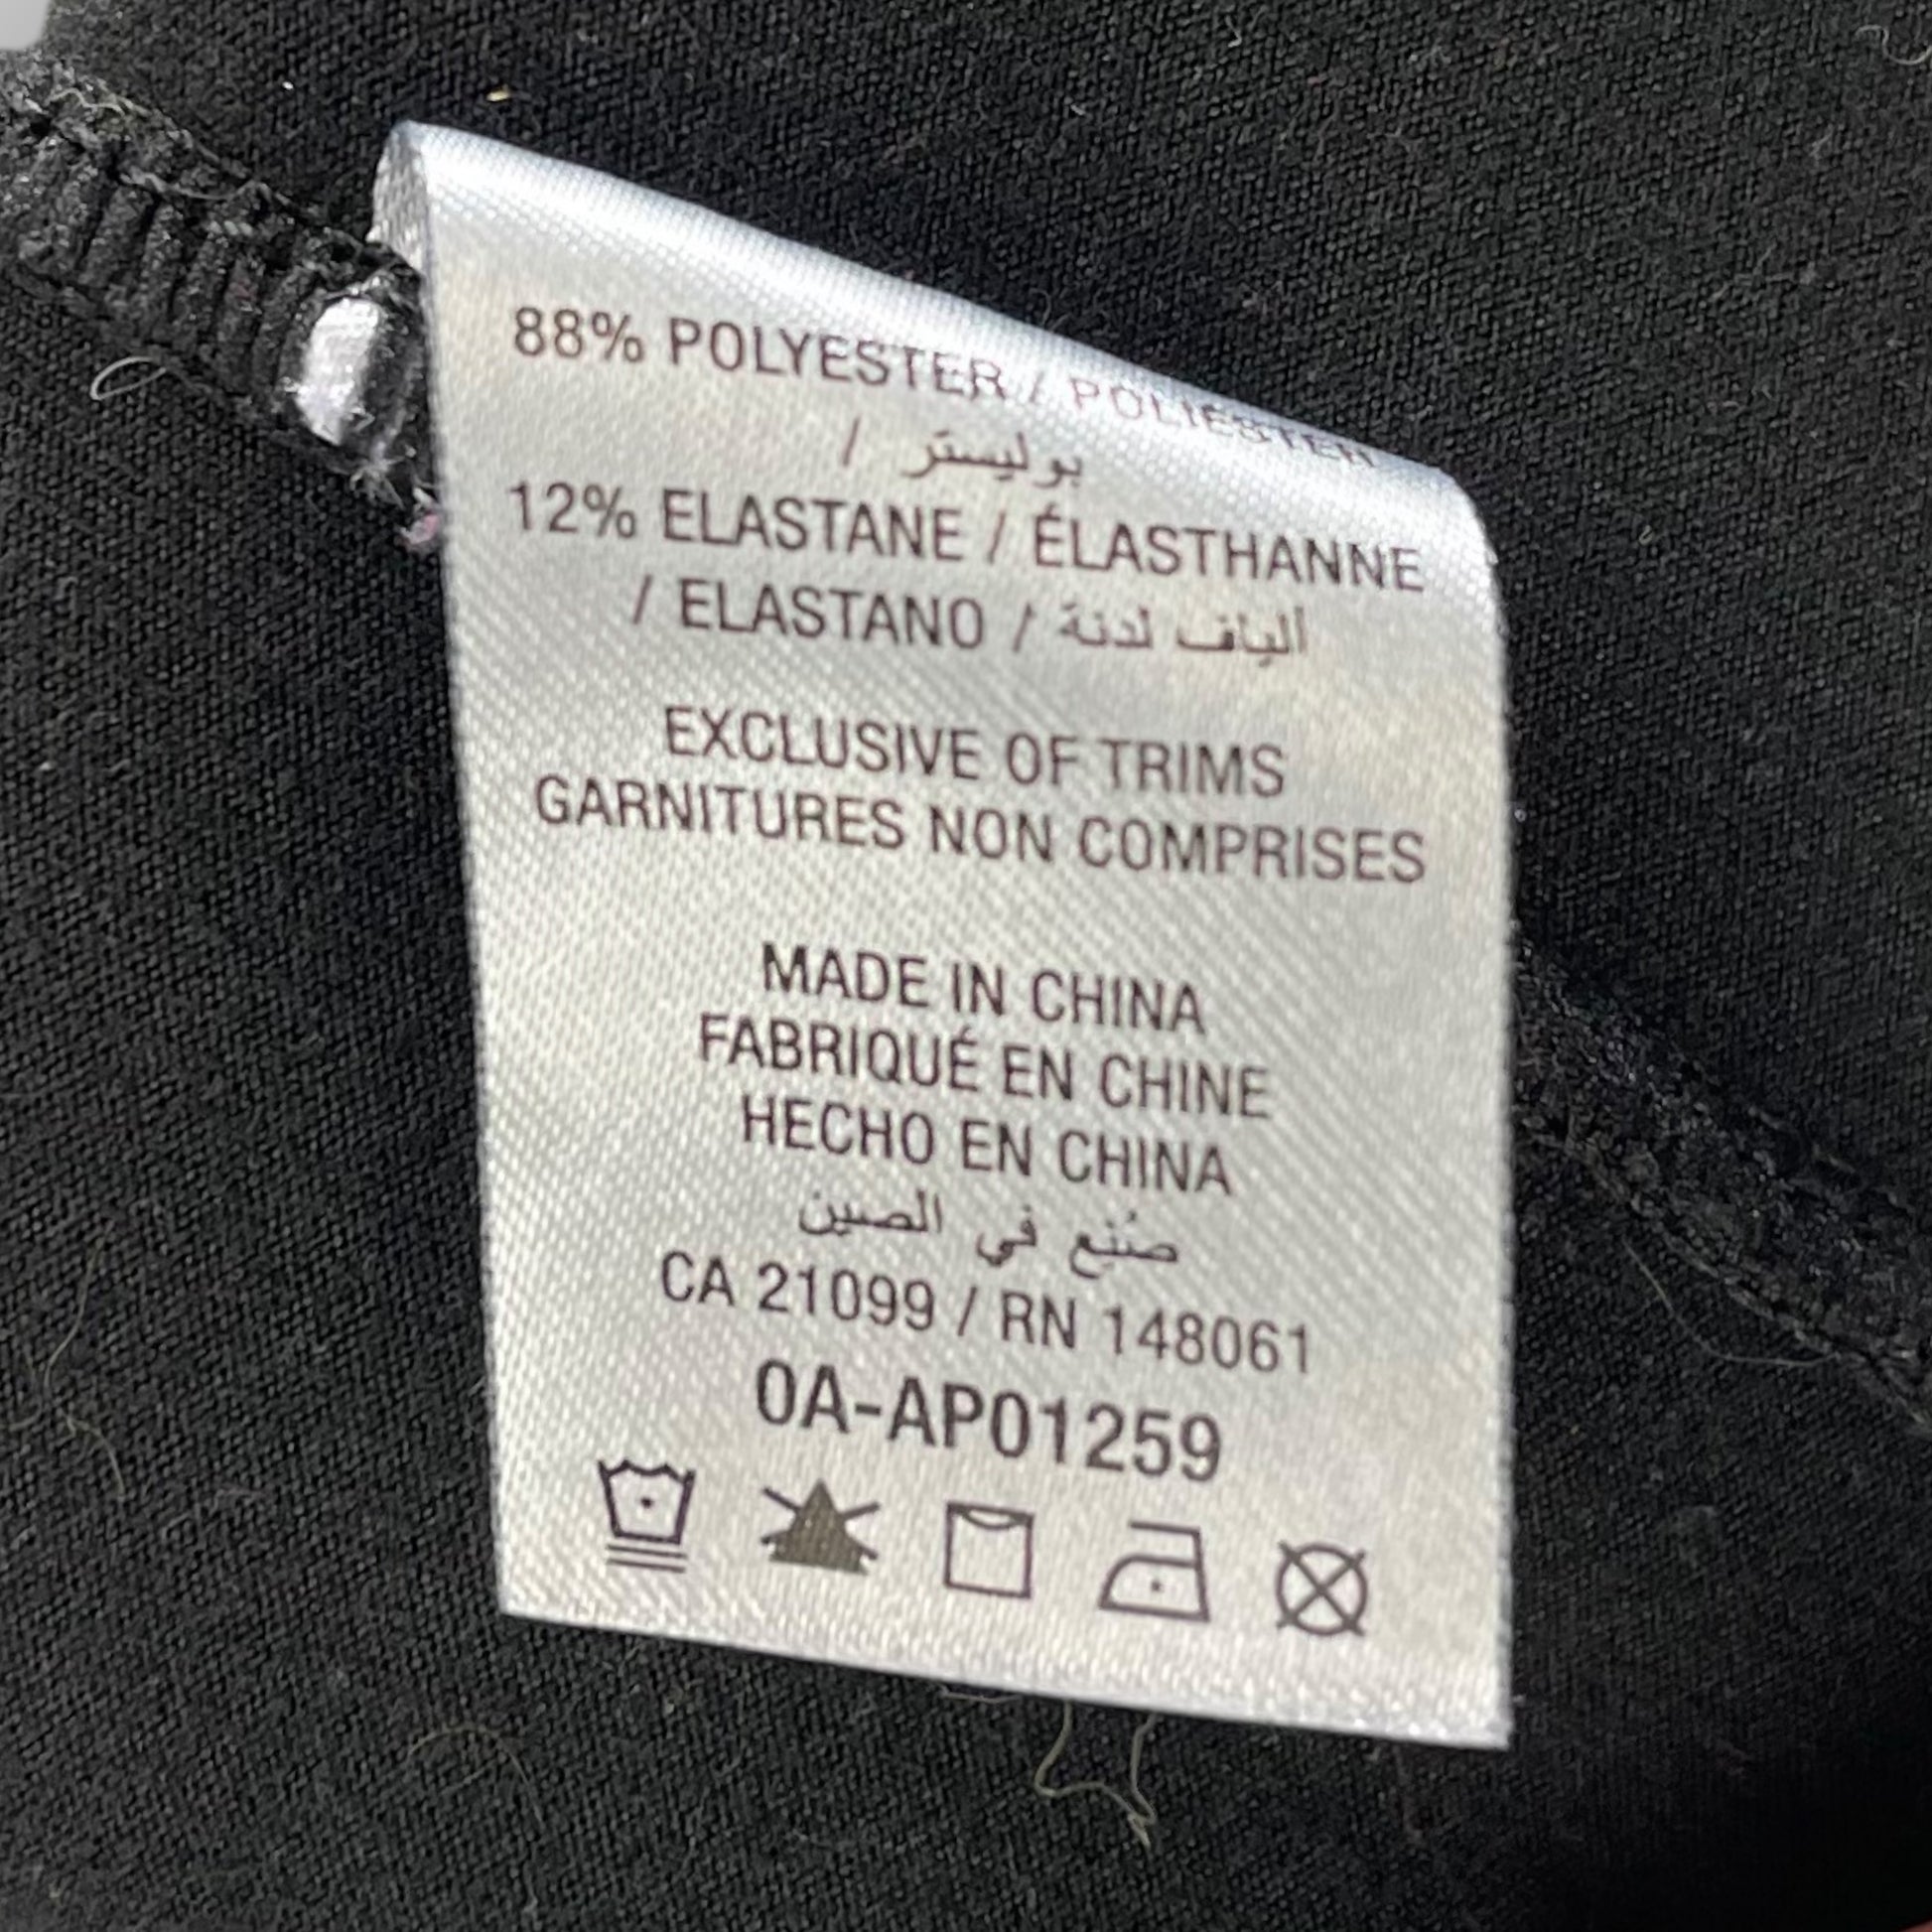 88% POLYESTER / POLIÉSTER
/ بوليستر
12% ELASTANE / ÉLASTHANNE
/ ELASTANO / ألياف لدنة
EXCLUSIVE OF TRIMS
GARNITURES NON COMPRISES
MADE IN CHINA
FABRIQUÉ EN CHINE
HECHO EN CHINA
صُنِع في الصين
CA 21099 / RN 148061
0A-AP01259